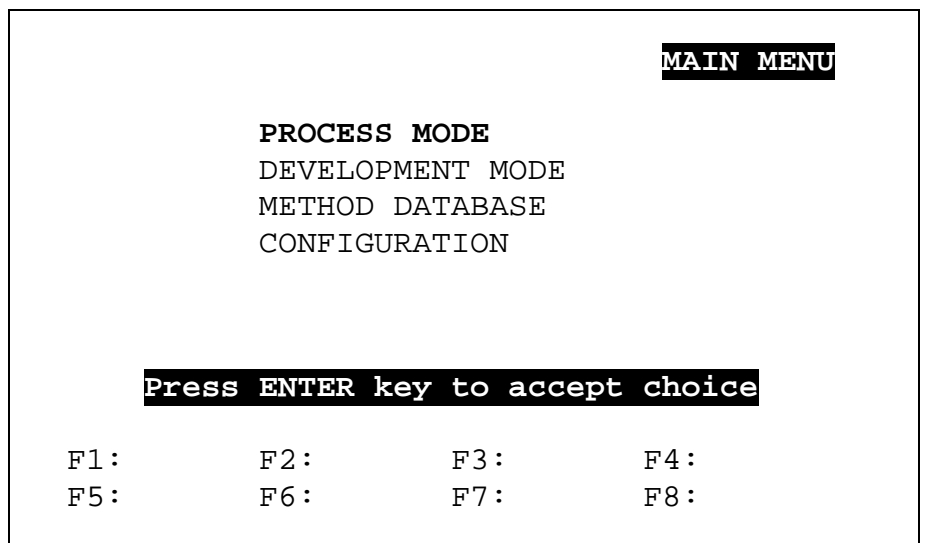 MAIN MENU
PROCESS MODE
DEVELOPMENT MODE
METHOD DATABASE
CONFIGURATION
Press ENTER key to accept choice
F1: F2: F3: F4:
F5: F6: F7: F8: